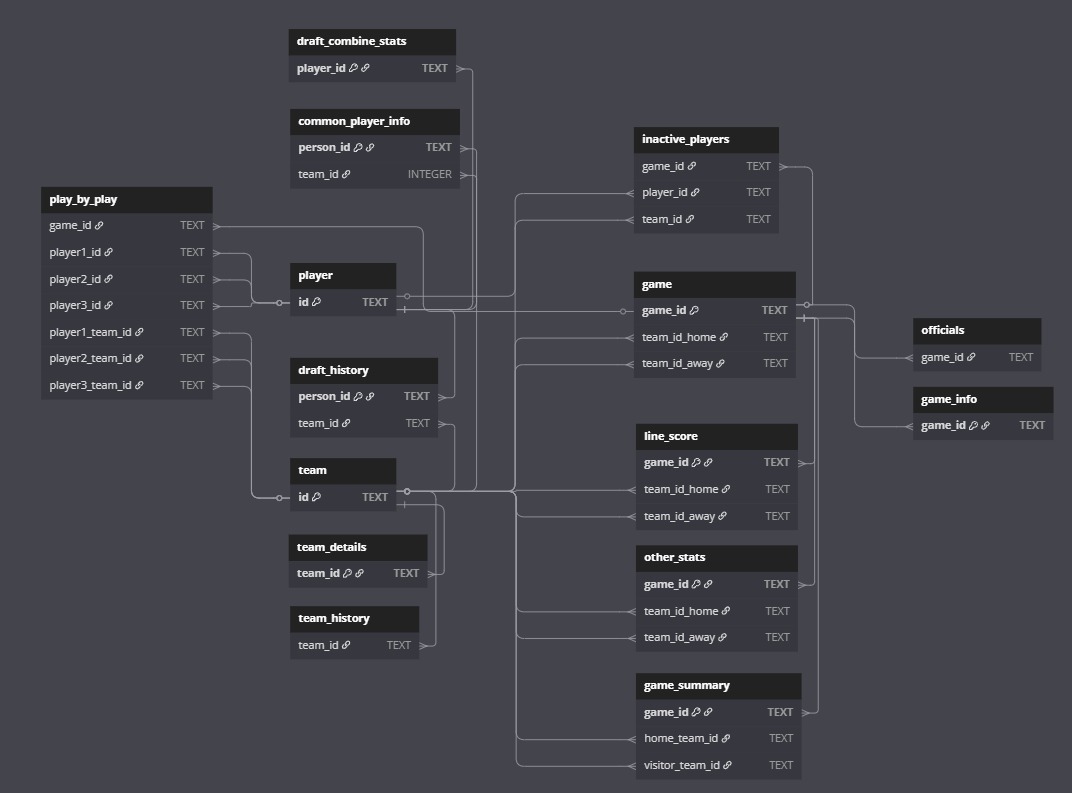 draft_combine_stats
player_id TEXT
common_player_info
person_id TEXT
team_id INTEGER
play_by_play
game_id TEXT
player1_id TEXT
player2_id TEXT
player3_id TEXT
player1_team_id TEXT
player2_team_id TEXT
player3_team_id TEXT
player
id TEXT
draft_history
person_id TEXT
team_id TEXT
team
id TEXT
team_details
team_id TEXT
team_history
team_id TEXT
inactive_players
game_id TEXT
player_id TEXT
team_id TEXT
game
game_id TEXT
team_id_home TEXT
team_id_away TEXT
line_score
game_id TEXT
team_id_home TEXT
team_id_away TEXT
other_stats
game_id TEXT
team_id_home TEXT
team_id_away TEXT
game_summary
game_id TEXT
home_team_id TEXT
visitor_team_id TEXT
officials
game_id TEXT
game_info
game_id TEXT